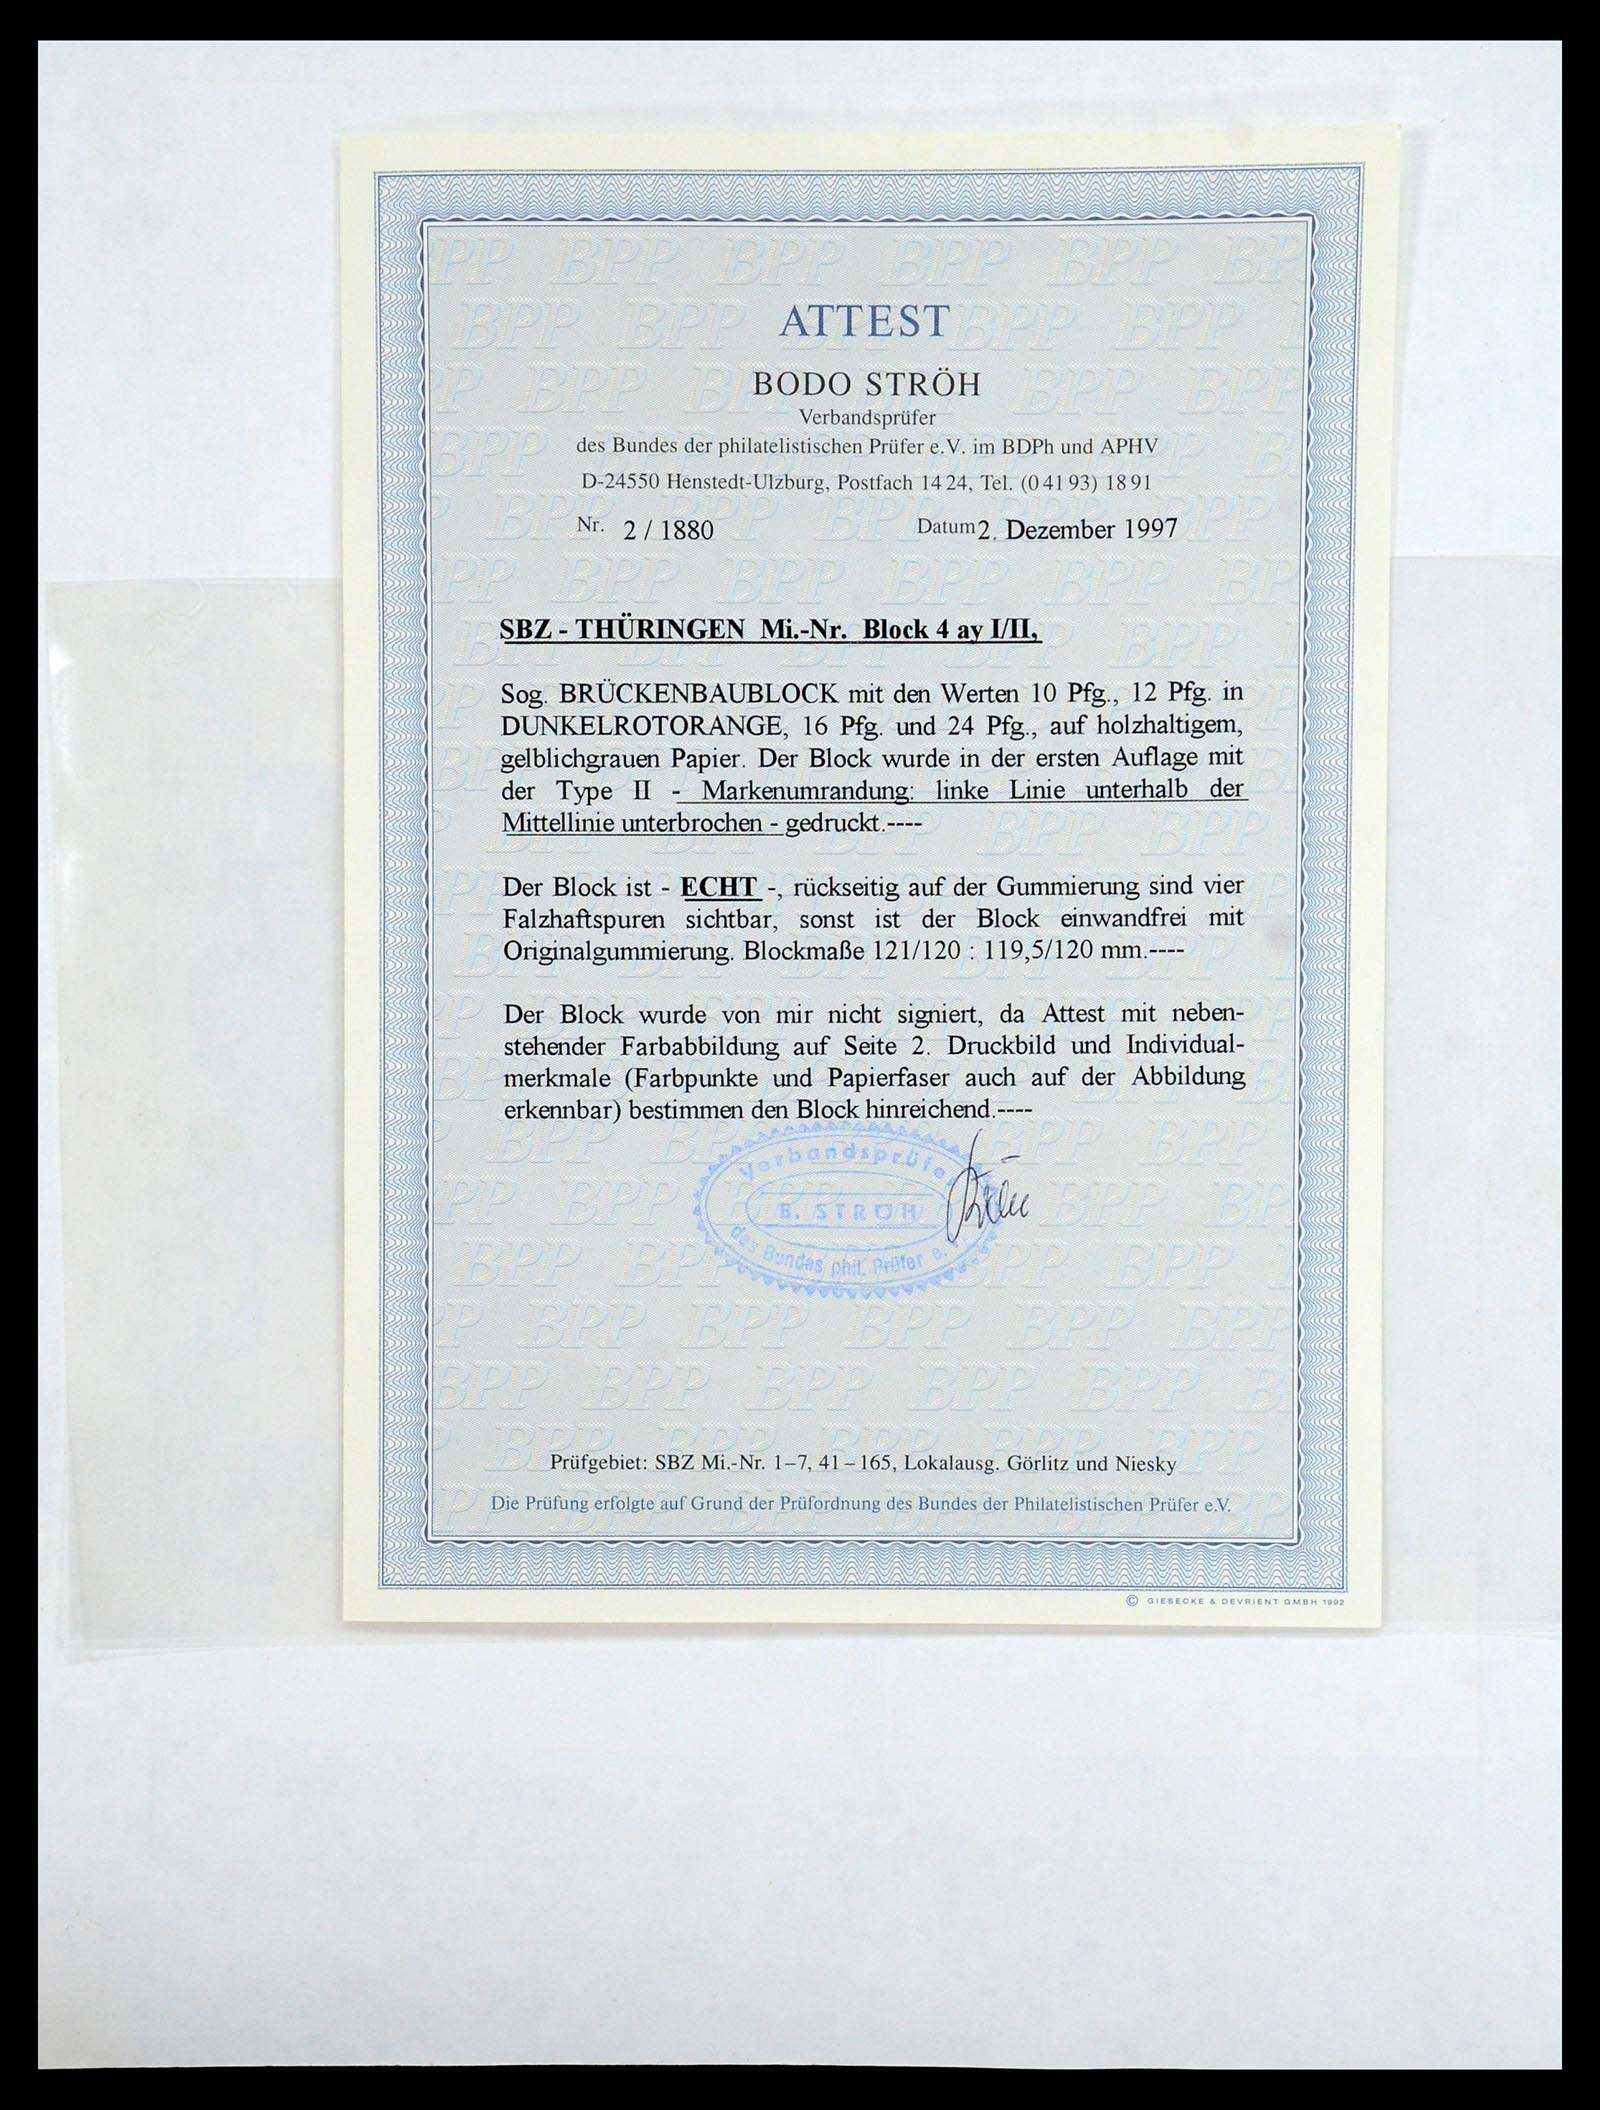 ATTEST
BODO STRÖH
Verbandsprüfer
des Bundes der philatelistischen Prüfer e.V. im BDPh und APHV
D-24550 Henstedt-Ulzburg, Postfach 14 24, Tel. (0 41 93) 18 91
Nr. 2 / 1880 Datum 2. Dezember 1997
SBZ - THÜRINGEN Mi.-Nr. Block 4 ay I/II,
Sog. BRÜCKENBAUBLOCK mit den Werten 10 Pfg., 12 Pfg. in
DUNKELROTORANGE, 16 Pfg. und 24 Pfg., auf holzhaltigem,
gelblichgrauen Papier. Der Block wurde in der ersten Auflage mit
der Type II - Markenumrandung: linke Linie unterhalb der
Mittellinie unterbrochen - gedruckt.----
Der Block ist - ECHT -, rückseitig auf der Gummierung sind vier
Falzhaftspuren sichtbar, sonst ist der Block einwandfrei mit
Originalgummierung. Blockmaße 121/120 : 119,5/120 mm.----
Der Block wurde von mir nicht signiert, da Attest mit neben-
stehender Farbabbildung auf Seite 2. Druckbild und Individual-
merkmale (Farbpunkte und Papierfaser auch auf der Abbildung
erkennbar) bestimmen den Block hinreichend.----
Verbandsprüfer
B. STRÖH
des Bundes phil. Prüfer e.
Prüfgebiet: SBZ Mi.-Nr. 1–7, 41–165, Lokalausg. Görlitz und Niesky
Die Prüfung erfolgte auf Grund der Prüfordnung des Bundes der Philatelistischen Prüfer e.V.
© GIESECKE & DEVRIENT GMBH 1992